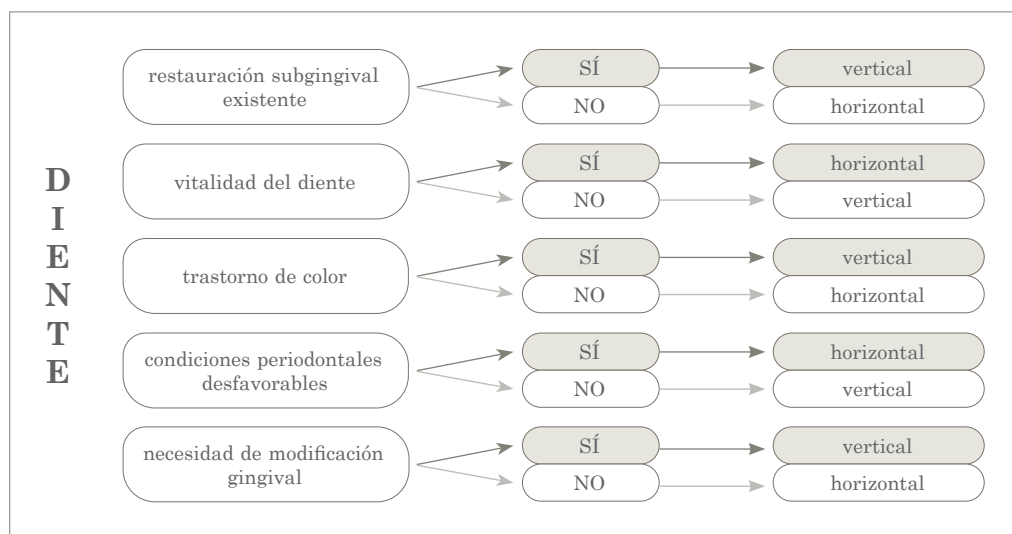 DIENTE
restauración subgingival
existente
SÍ
vertical
NO
horizontal
vitalidad del diente
SÍ
horizontal
NO
vertical
trastorno de color
SÍ
vertical
NO
horizontal
condiciones periodontales
desfavorables
SÍ
horizontal
NO
vertical
necesidad de modificación
gingival
SÍ
vertical
NO
horizontal